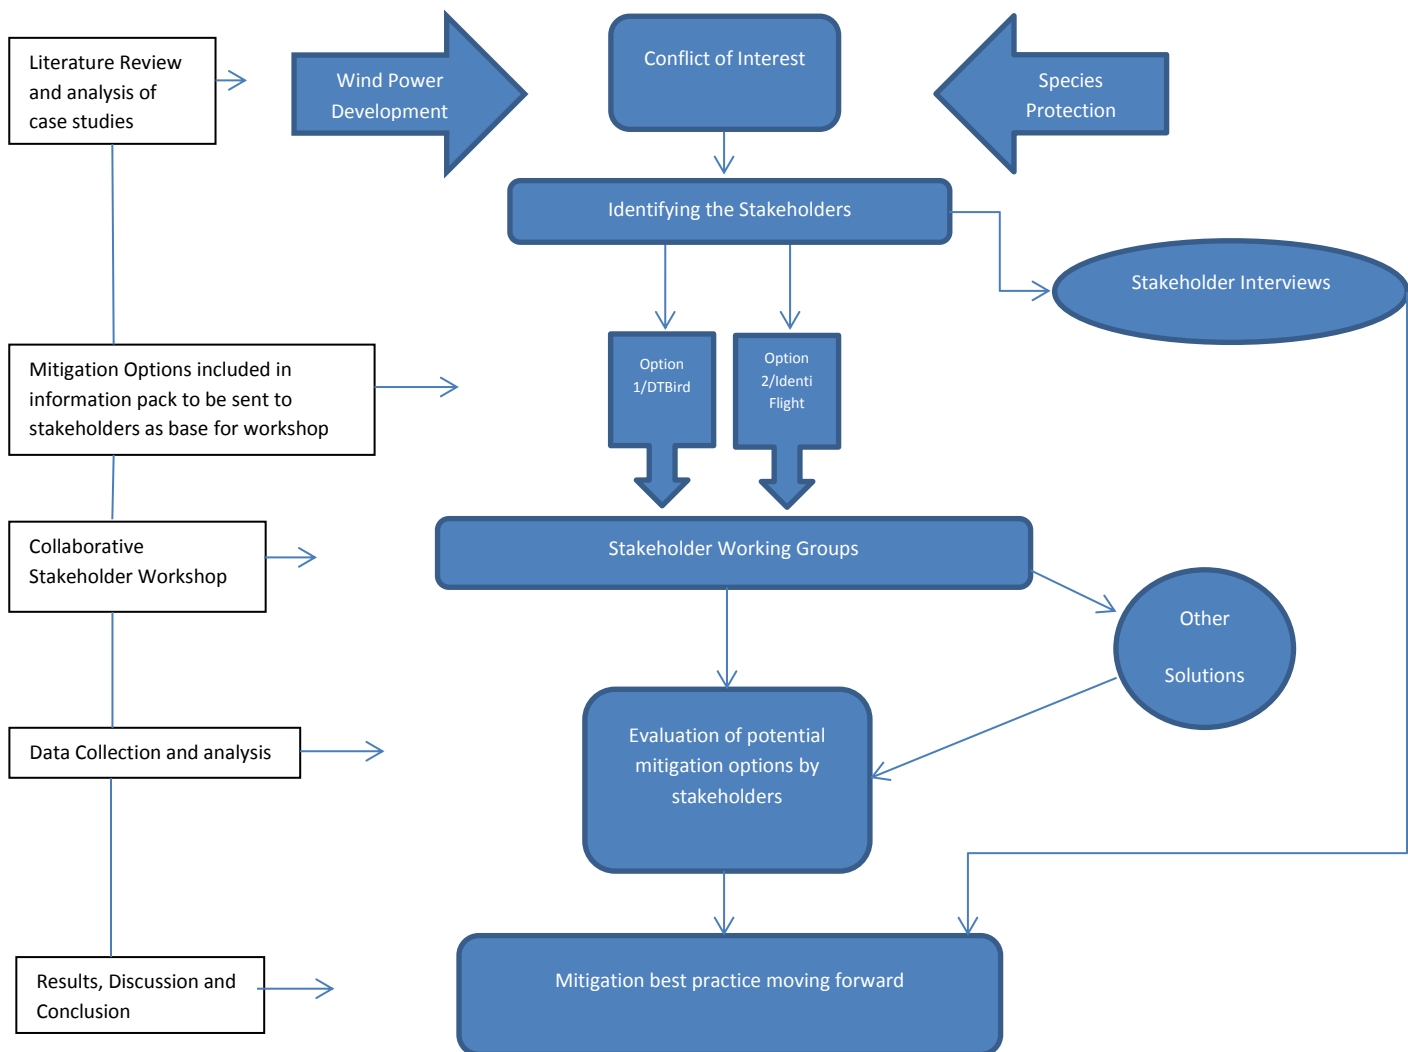 Literature Review
and analysis of
case studies
Wind Power
Development
Conflict of Interest
Species
Protection
Identifying the Stakeholders
Stakeholder Interviews
Mitigation Options included in
information pack to be sent to
stakeholders as base for workshop
Option
1/DTBird
Option
2/Identi
Flight
Collaborative
Stakeholder Workshop
Stakeholder Working Groups
Other
Solutions
Data Collection and analysis
Evaluation of potential
mitigation options by
stakeholders
Results, Discussion and
Conclusion
Mitigation best practice moving forward